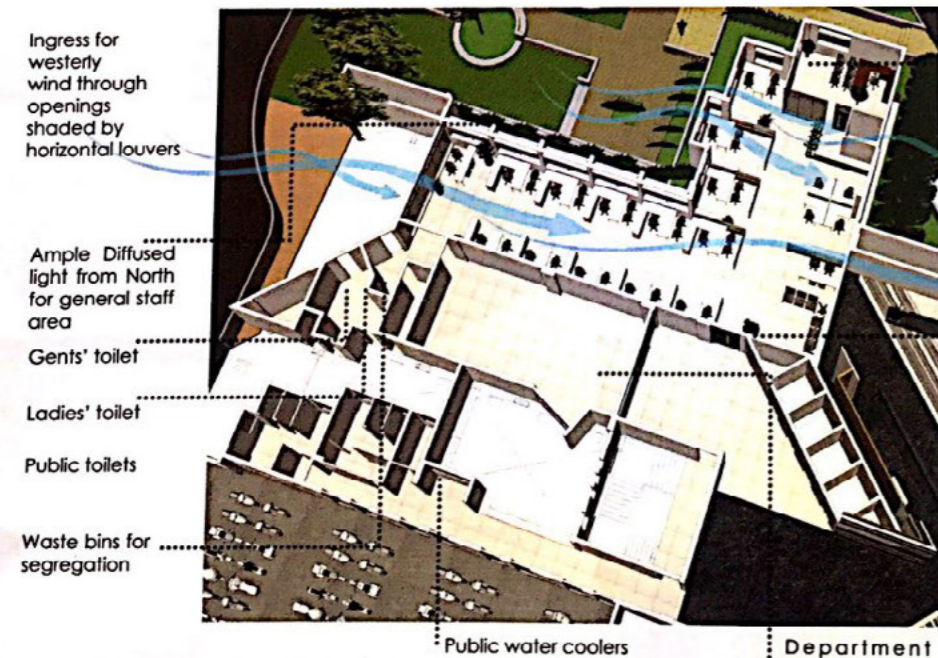 Ingress for
westerly
wind through
openings
shaded by
horizontal louvers
Ample Diffused
light from North
for general staff
area
Gents' toilet
Ladies' toilet
Public toilets
Waste bins for
segregation
Public water coolers
Department